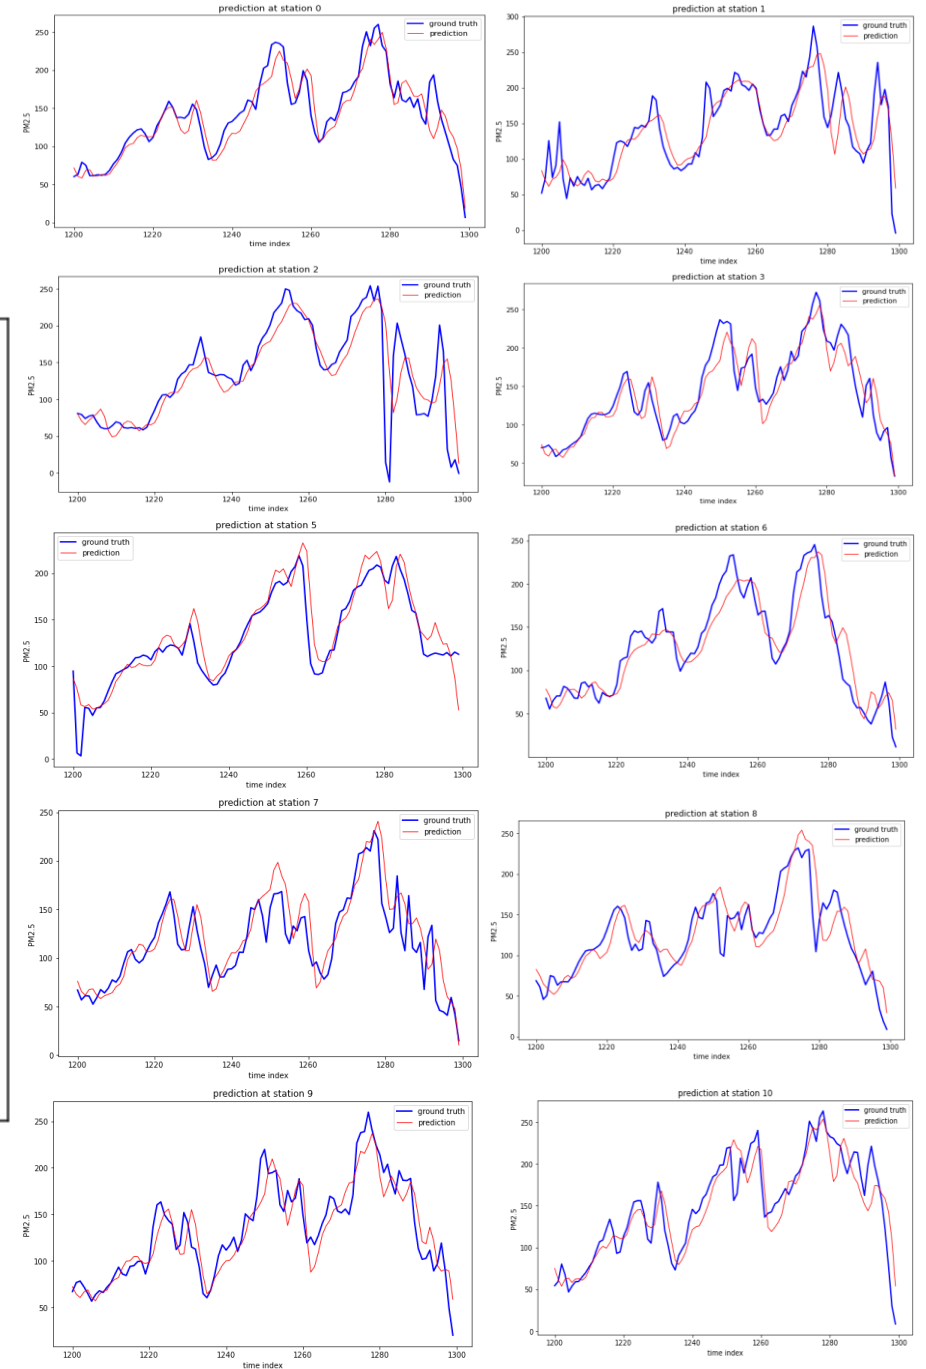 prediction at station 0
ground truth
prediction
250
200
150
100
50
0
PM2.5
1200 1220 1240 1260 1280 1300
time index
prediction at station 1
ground truth
prediction
300
250
200
150
100
50
0
PM2.5
1200 1220 1240 1260 1280 1300
time index
prediction at station 2
ground truth
prediction
250
200
150
100
50
0
PM2.5
1200 1220 1240 1260 1280 1300
time index
prediction at station 3
ground truth
prediction
250
200
150
100
50
PM2.5
1200 1220 1240 1260 1280 1300
time index
prediction at station 5
ground truth
prediction
200
150
100
50
0
PM2.5
1200 1220 1240 1260 1280 1300
time index
prediction at station 6
ground truth
prediction
250
200
150
100
50
PM2.5
1200 1220 1240 1260 1280 1300
time index
prediction at station 7
ground truth
prediction
250
200
150
100
50
0
PM2.5
1200 1220 1240 1260 1280 1300
time index
prediction at station 8
ground truth
prediction
250
200
150
100
50
0
PM2.5
1200 1220 1240 1260 1280 1300
time index
prediction at station 9
ground truth
prediction
250
200
150
100
50
PM2.5
1200 1220 1240 1260 1280 1300
time index
prediction at station 10
ground truth
prediction
250
200
150
100
50
0
PM2.5
1200 1220 1240 1260 1280 1300
time index